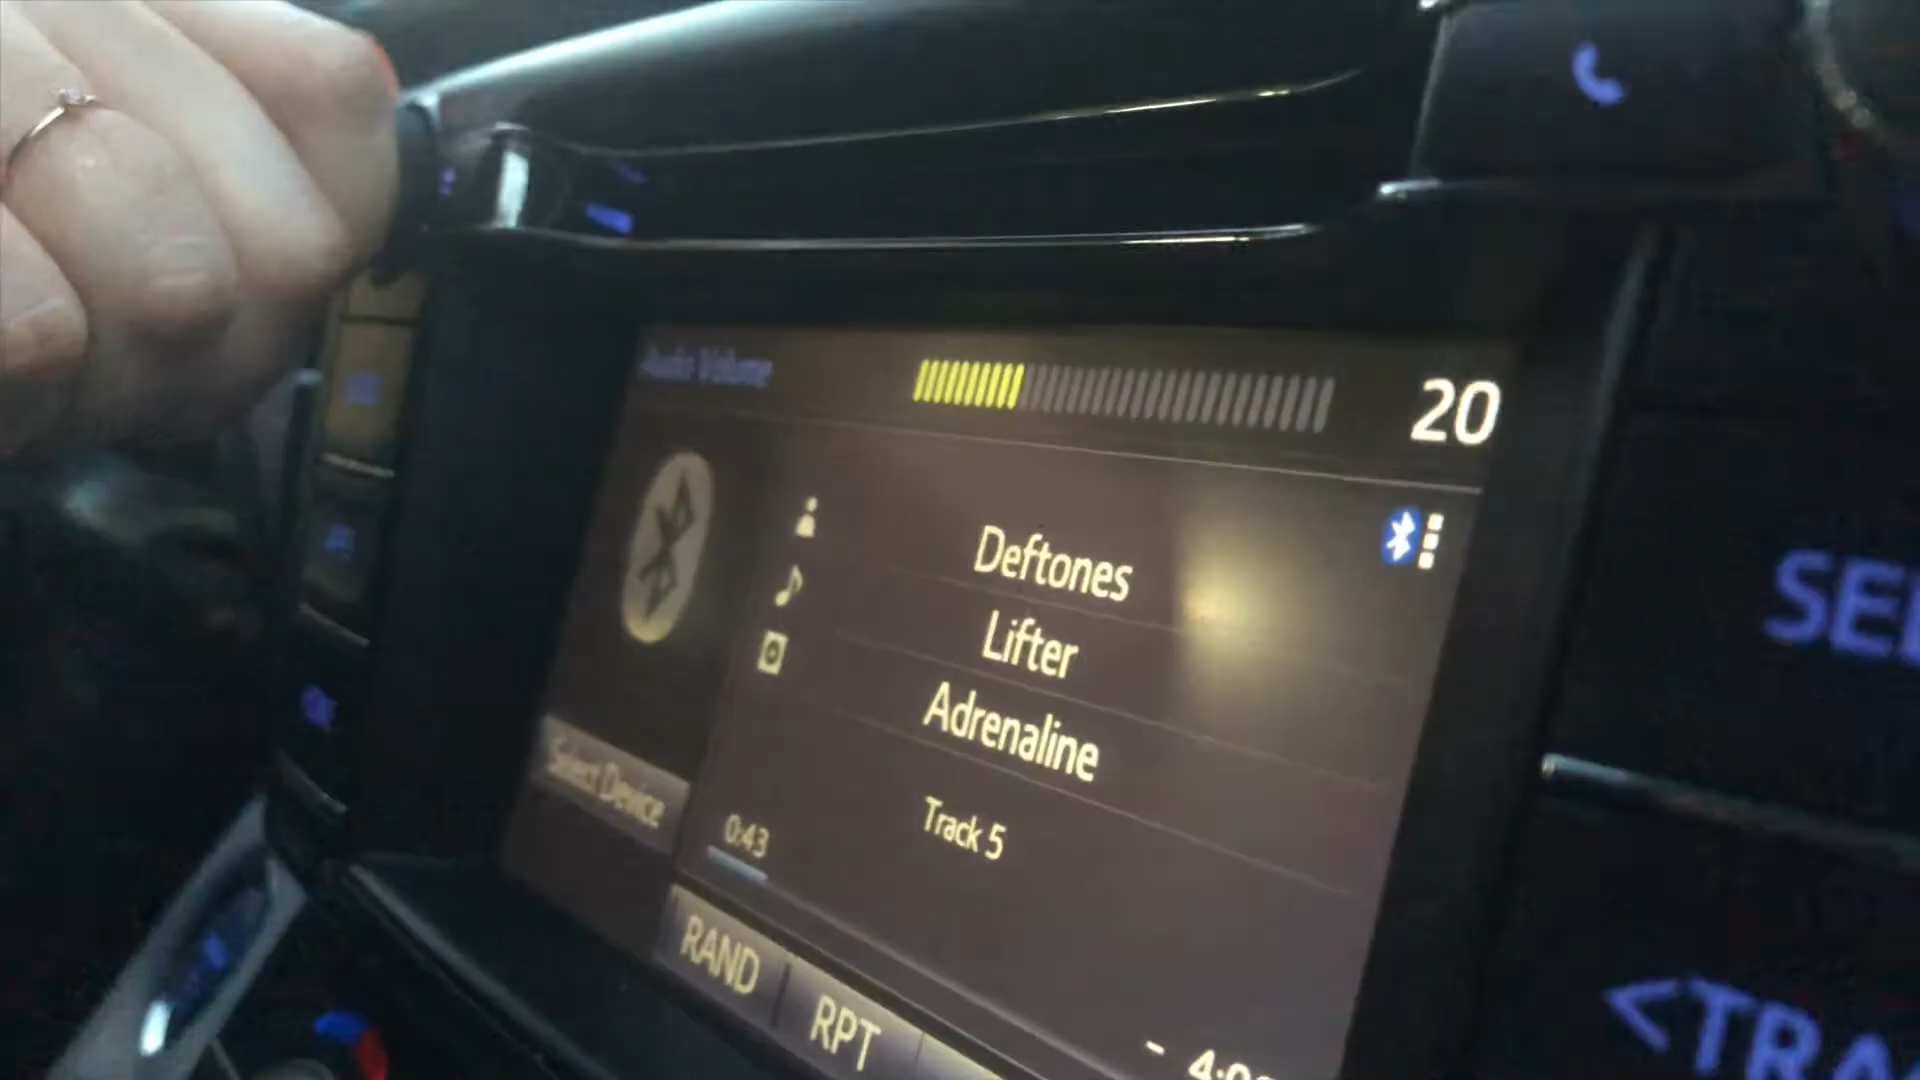 Audio Volume
20
Deftones
Lifter
Adrenaline
Track 5
Select Device
0:43
RAND
RPT